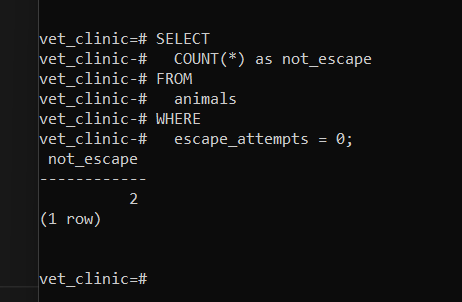 vet_clinic=# SELECT
vet_clinic-#   COUNT(*) as not_escape
vet_clinic-# FROM
vet_clinic-#   animals
vet_clinic-# WHERE
vet_clinic-#   escape_attempts = 0;
 not_escape
------------
          2
(1 row)
vet_clinic=#